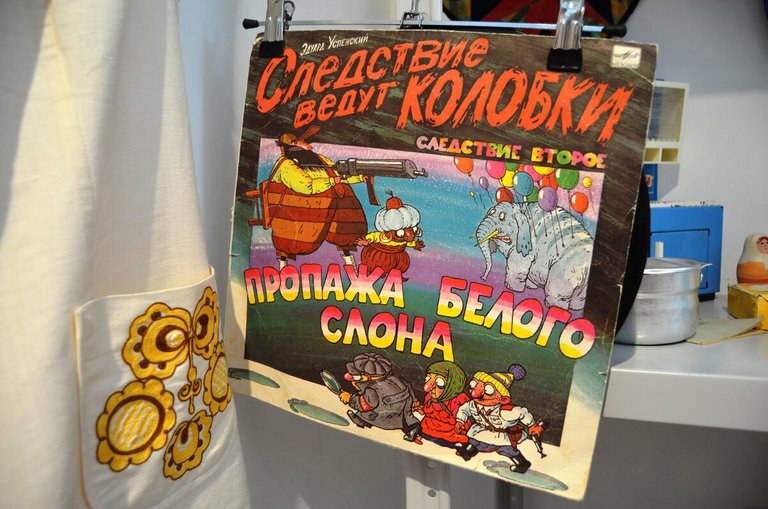 Эдуард Успенский
Следствие
ведут КОЛОБКИ
СЛЕДСТВИЕ ВТОРОЕ
ПРОПАЖА БЕЛОГО
СЛОНА